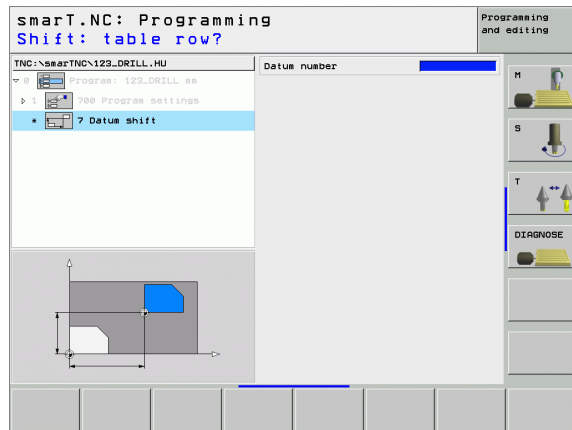 smarT.NC: Programming
Programming
and editing
Shift: table row?
TNC:\smarTNC\123_DRILL.HU
Datum number
0 Program: 123_DRILL mm
1 700 Program settings
* 7 Datum shift
M
S
T
DIAGNOSE